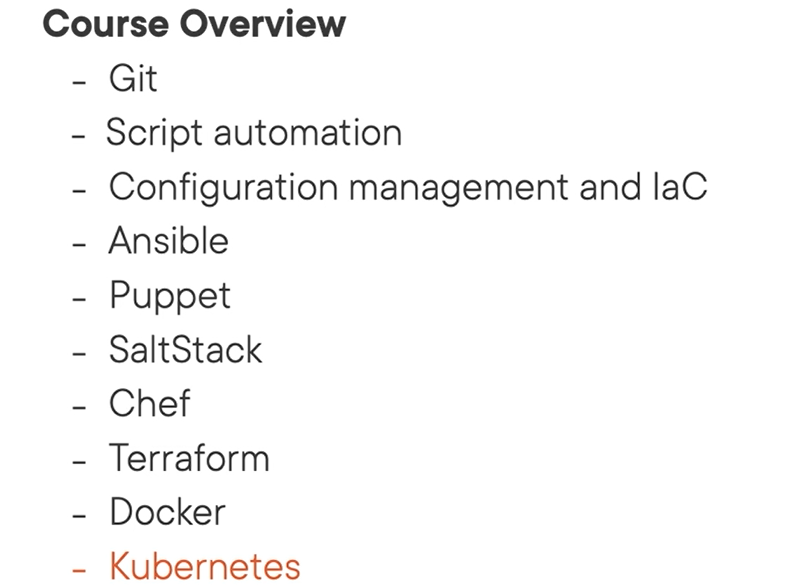 Course Overview
- Git
- Script automation
- Configuration management and IaC
- Ansible
- Puppet
- SaltStack
- Chef
- Terraform
- Docker
- Kubernetes